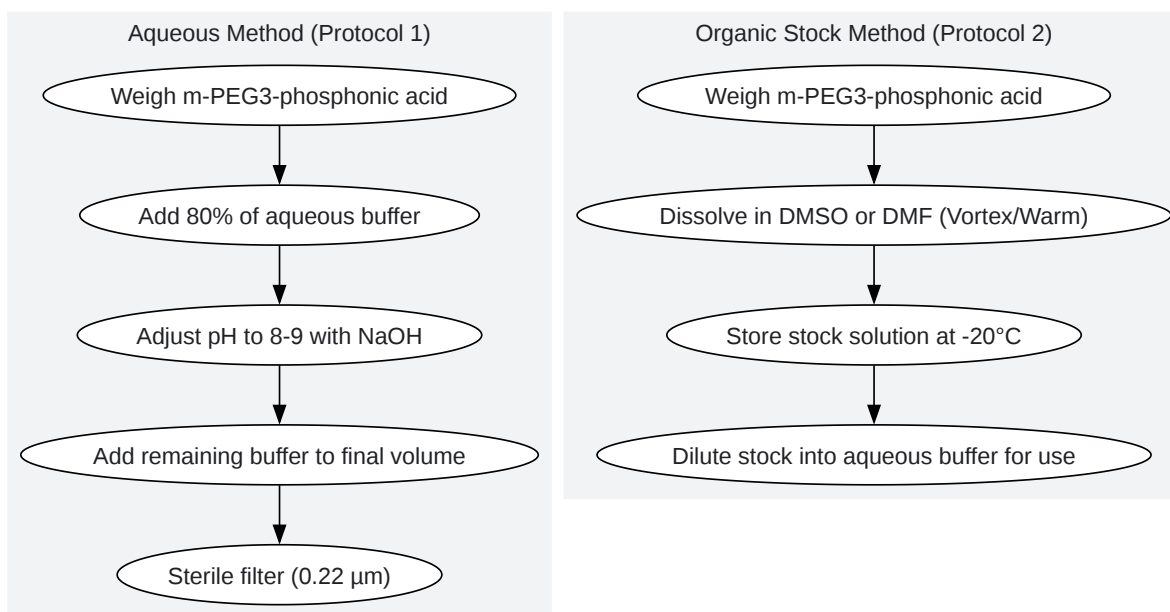 Aqueous Method (Protocol 1)
Weigh m-PEG3-phosphonic acid
Add 80% of aqueous buffer
Adjust pH to 8-9 with NaOH
Add remaining buffer to final volume
Sterile filter (0.22 µm)
Organic Stock Method (Protocol 2)
Weigh m-PEG3-phosphonic acid
Dissolve in DMSO or DMF (Vortex/Warm)
Store stock solution at -20°C
Dilute stock into aqueous buffer for use